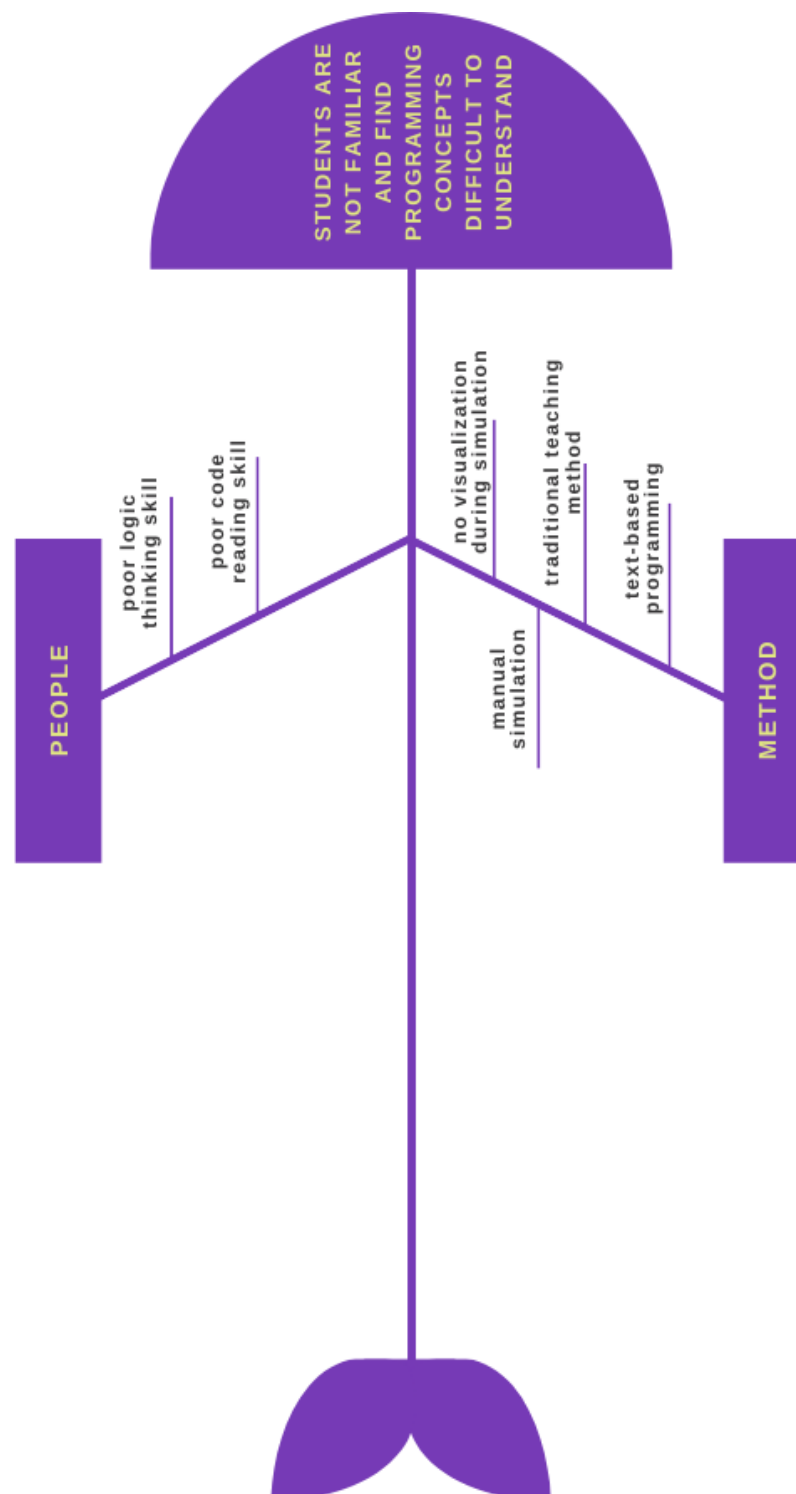 STUDENTS ARE
NOT FAMILIAR
AND FIND
PROGRAMMING
CONCEPTS
DIFFICULT TO
UNDERSTAND
PEOPLE
poor logic
thinking skill
poor code
reading skill
no visualization
during simulation
traditional teaching
method
text-based
programming
manual
simulation
METHOD